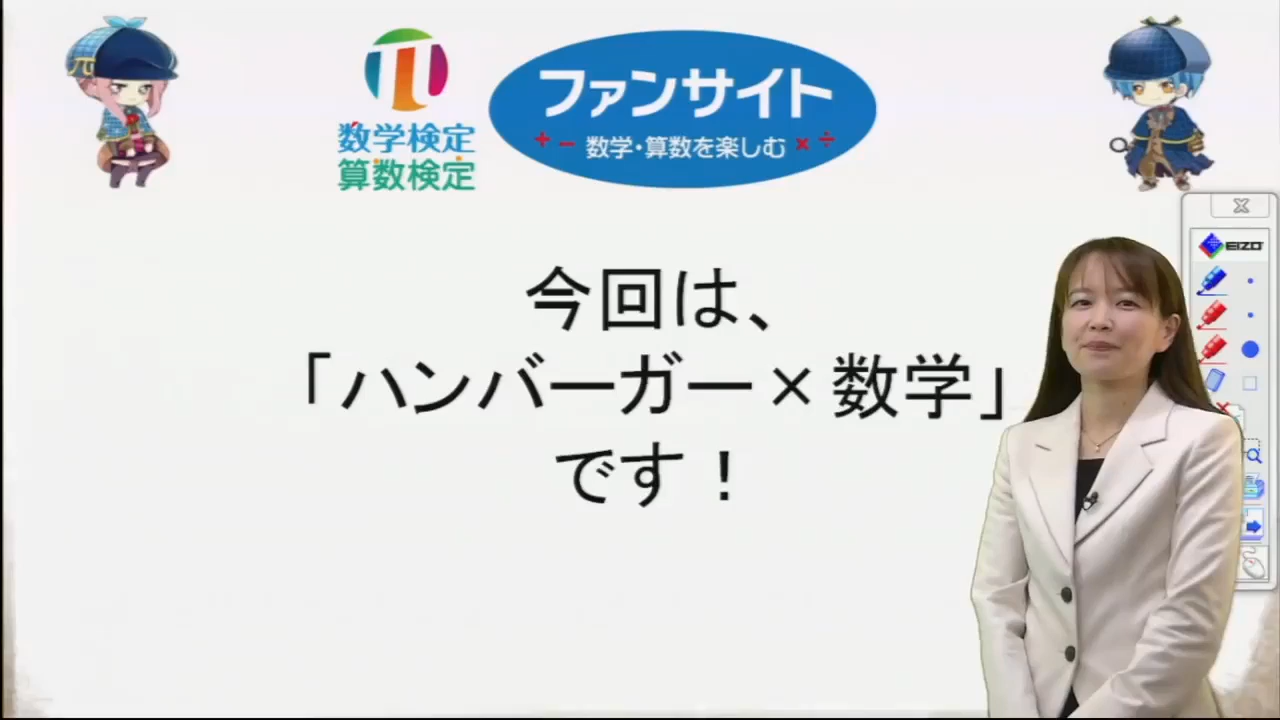 数学検定
算数検定
ファンサイト
+ − 数学・算数を楽しむ × ÷
EIZO
今回は、
「ハンバーガー×数学」
です！